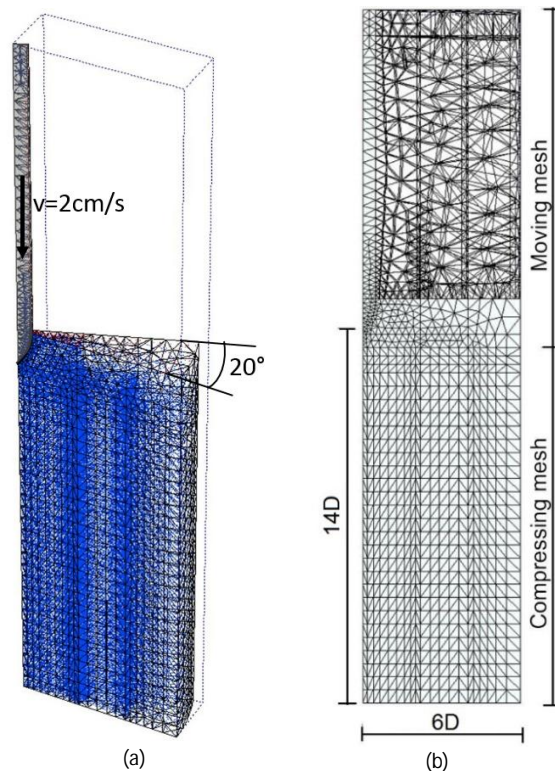 v=2cm/s
20°
(a)
Moving mesh
Compressing mesh
14D
6D
(b)